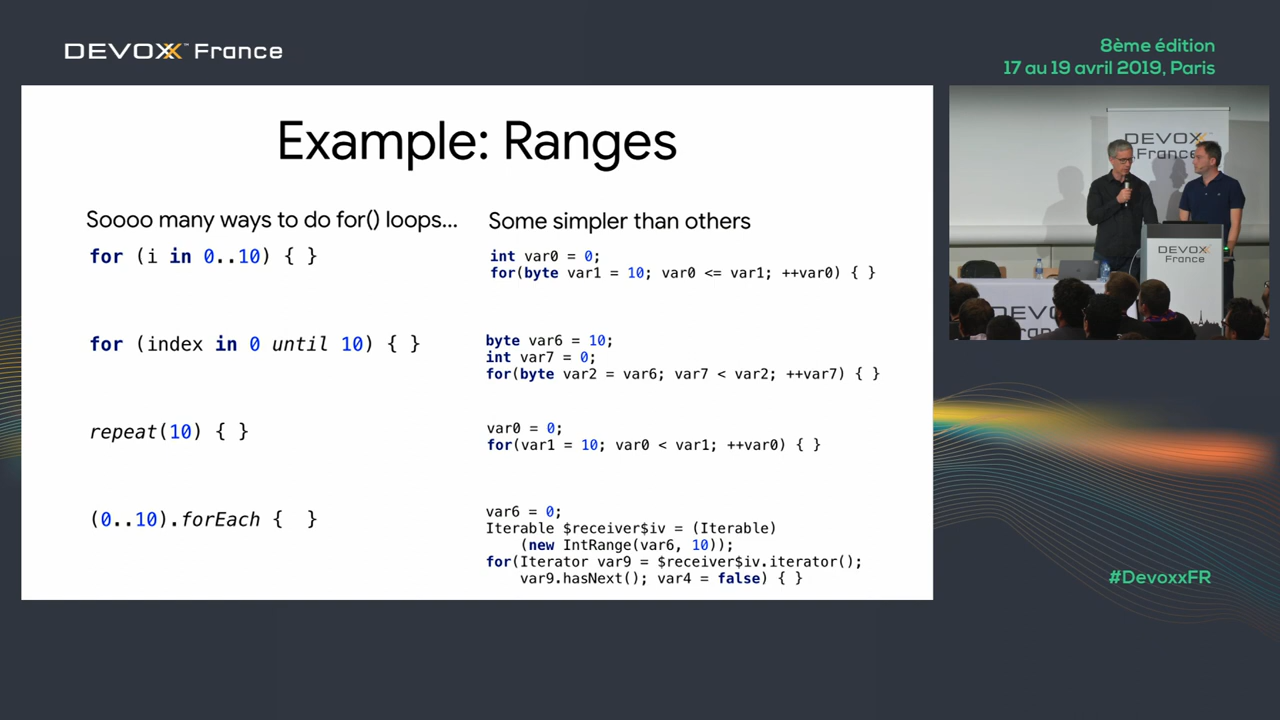 DEVOXX™ France
8ème édition
17 au 19 avril 2019, Paris
Example: Ranges
Soooo many ways to do for() loops...
Some simpler than others
for (i in 0..10) { }
int var0 = 0;
for(byte var1 = 10; var0 <= var1; ++var0) { }
for (index in 0 until 10) { }
byte var6 = 10;
int var7 = 0;
for(byte var2 = var6; var7 < var2; ++var7) { }
repeat(10) { }
var0 = 0;
for(var1 = 10; var0 < var1; ++var0) { }
(0..10).forEach {  }
var6 = 0;
Iterable $receiver$iv = (Iterable)
(new IntRange(var6, 10));
for(Iterator var9 = $receiver$iv.iterator();
var9.hasNext(); var4 = false) { }
DEVOXX
France
DEVOXX
France
DEVO
#DevoxxFR